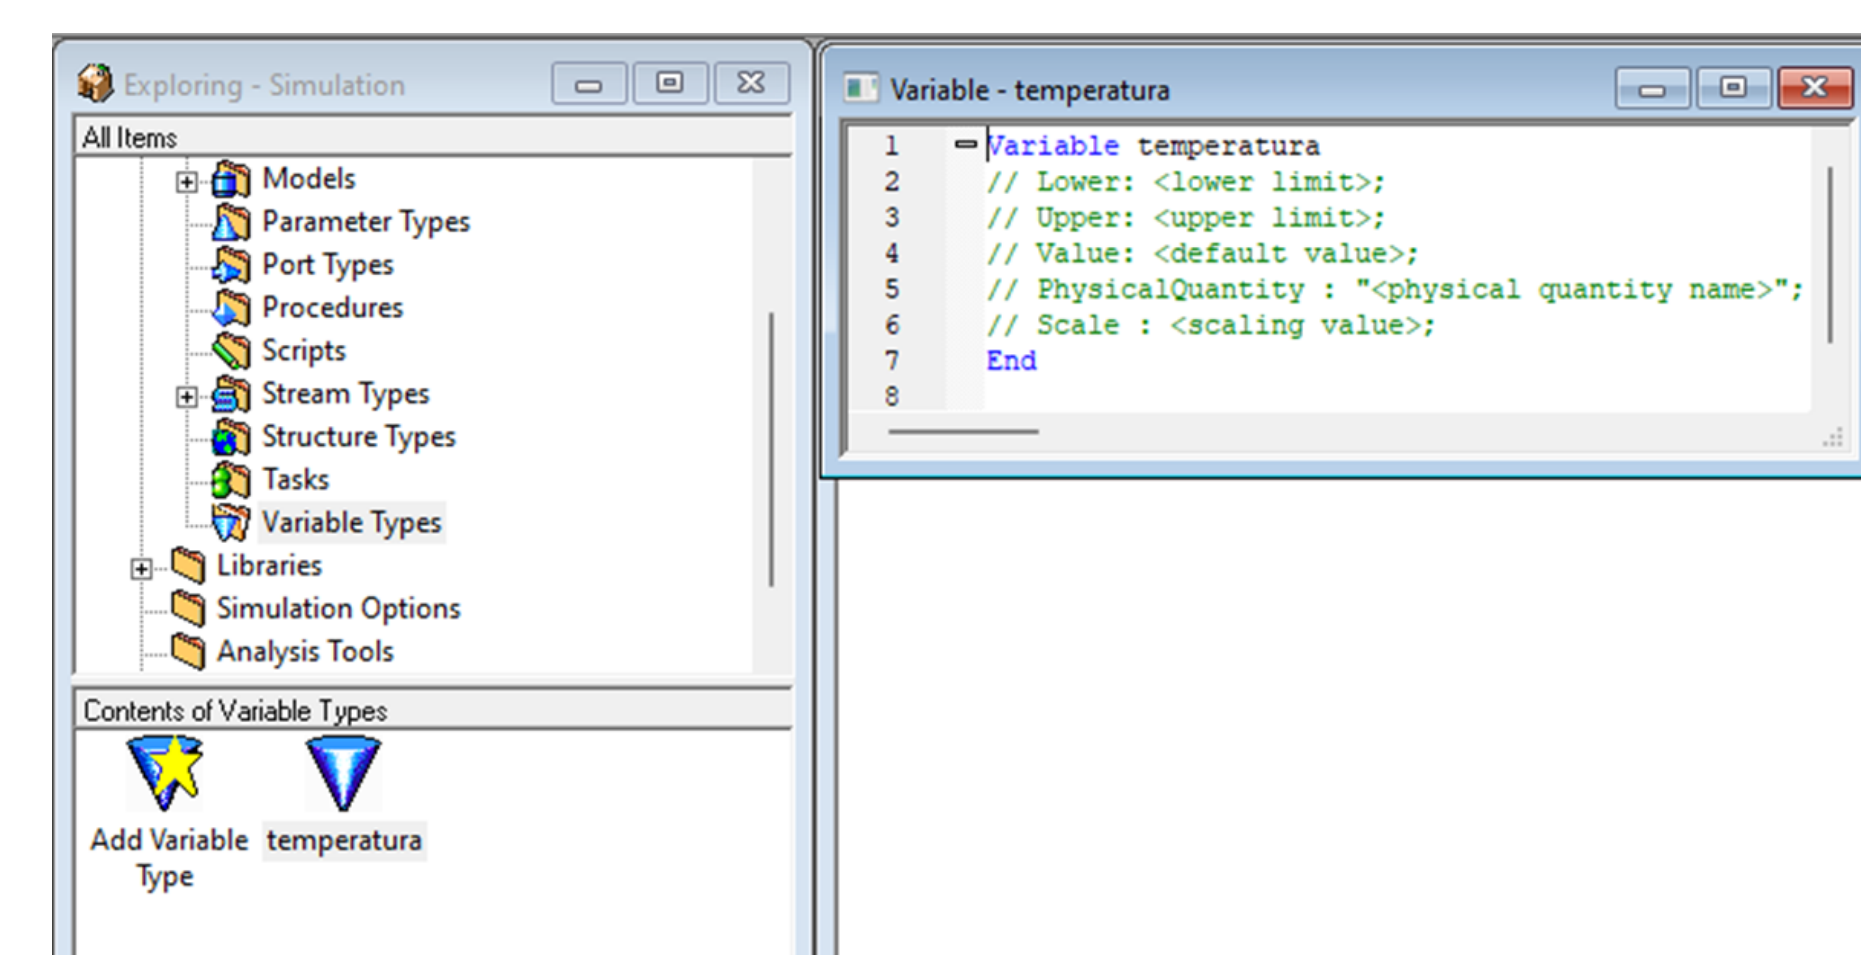 Exploring - Simulation
All Items
Models
Parameter Types
Port Types
Procedures
Scripts
Stream Types
Structure Types
Tasks
Variable Types
Libraries
Simulation Options
Analysis Tools
Contents of Variable Types
Add Variable
Type
temperatura
Variable - temperatura
1 Variable temperatura
2 // Lower: <lower limit>;
3 // Upper: <upper limit>;
4 // Value: <default value>;
5 // PhysicalQuantity : "<physical quantity name>";
6 // Scale : <scaling value>;
7 End
8